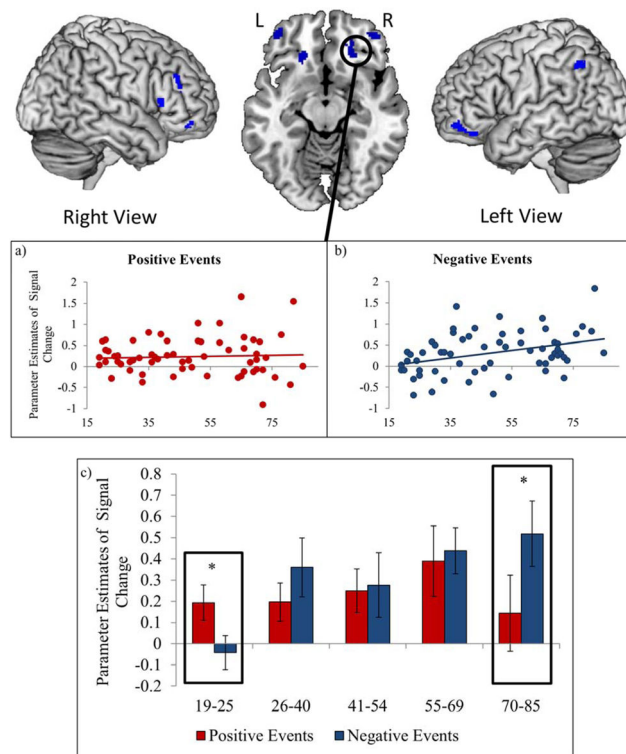 L
R
Right View
Left View
a)
Positive Events
b)
Negative Events
Parameter Estimates of Signal
Change
2
1.5
1
0.5
0
-0.5
-1
15
35
55
75
2
1.5
1
0.5
0
-0.5
-1
15
35
55
75
c)
Parameter Estimates of Signal
Change
0.8
0.7
0.6
0.5
0.4
0.3
0.2
0.1
0
-0.1
0.2
*
*
19-25
26-40
41-54
55-69
70-85
Positive Events
Negative Events